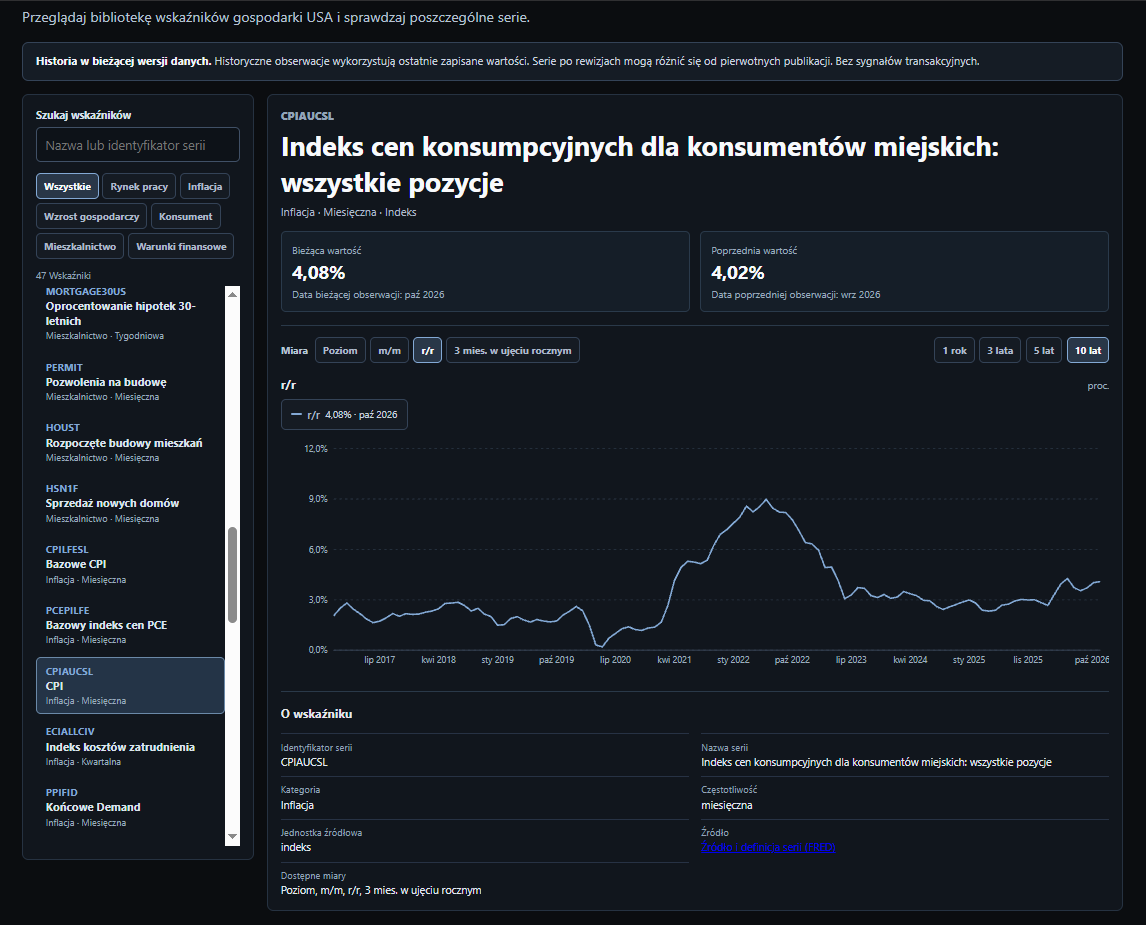 Przeglądaj bibliotekę wskaźników gospodarki USA i sprawdzaj poszczególne serie.
Historia w bieżącej wersji danych. Historyczne obserwacje wykorzystują ostatnie zapisane wartości. Serie po rewizjach mogą różnić się od pierwotnych publikacji. Bez sygnałów transakcyjnych.
Szukaj wskaźników
Nazwa lub identyfikator serii
Wszystkie
Rynek pracy
Inflacja
Wzrost gospodarczy
Konsument
Mieszkalnictwo
Warunki finansowe
47 Wskaźniki
MORTGAGE30US
Oprocentowanie hipotek 30-
letnich
Mieszkalnictwo · Tygodniowa
PERMIT
Pozwolenia na budowę
Mieszkalnictwo · Miesięczna
HOUST
Rozpoczęte budowy mieszkań
Mieszkalnictwo · Miesięczna
HSN1F
Sprzedaż nowych domów
Mieszkalnictwo · Miesięczna
CPILFESL
Bazowe CPI
Inflacja · Miesięczna
PCEPILFE
Bazowy indeks cen PCE
Inflacja · Miesięczna
CPIAUCSL
CPI
Inflacja · Miesięczna
ECIALLCIV
Indeks kosztów zatrudnienia
Inflacja · Kwartalna
PPIFID
Końcowe Demand
Inflacja · Miesięczna
CPIAUCSL
Indeks cen konsumpcyjnych dla konsumentów miejskich:
wszystkie pozycje
Inflacja · Miesięczna · Indeks
Bieżąca wartość
4,08%
Data bieżącej obserwacji: paź 2026
Poprzednia wartość
4,02%
Data poprzedniej obserwacji: wrz 2026
Miara
Poziom
m/m
r/r
3 mies. w ujęciu rocznym
1 rok
3 lata
5 lat
10 lat
r/r
proc.
r/r 4,08% · paź 2026
12,0%
9,0%
6,0%
3,0%
0,0%
lip 2017
kwi 2018
sty 2019
paź 2019
lip 2020
kwi 2021
sty 2022
paź 2022
lip 2023
kwi 2024
sty 2025
lis 2025
paź 2026
O wskaźniku
Identyfikator serii
CPIAUCSL
Nazwa serii
Indeks cen konsumpcyjnych dla konsumentów miejskich: wszystkie pozycje
Kategoria
Inflacja
Częstotliwość
miesięczna
Jednostka źródłowa
indeks
Źródło
Źródło i definicja serii (FRED)
Dostępne miary
Poziom, m/m, r/r, 3 mies. w ujęciu rocznym